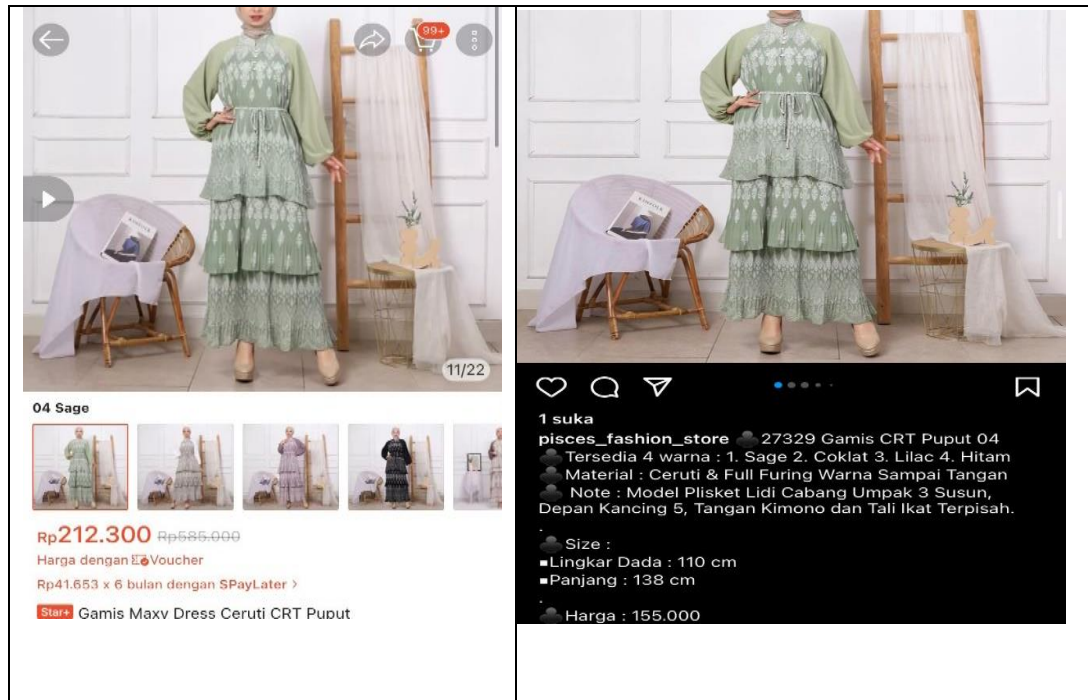 99+
11/22
04 Sage
Rp212.300 Rp585.000
Harga dengan Voucher
Rp41.653 x 6 bulan dengan SPayLater >
Star+ Gamis Maxy Dress Ceruti CRT Puput
1 suka
pisces_fashion_store 27329 Gamis CRT Puput 04
Tersedia 4 warna : 1. Sage 2. Coklat 3. Lilac 4. Hitam
Material : Ceruti & Full Furing Warna Sampai Tangan
Note : Model Plisket Lidi Cabang Umpak 3 Susun,
Depan Kancing 5, Tangan Kimono dan Tali Ikat Terpisah.
.
Size :
▪Lingkar Dada : 110 cm
▪Panjang : 138 cm
.
Harga : 155.000